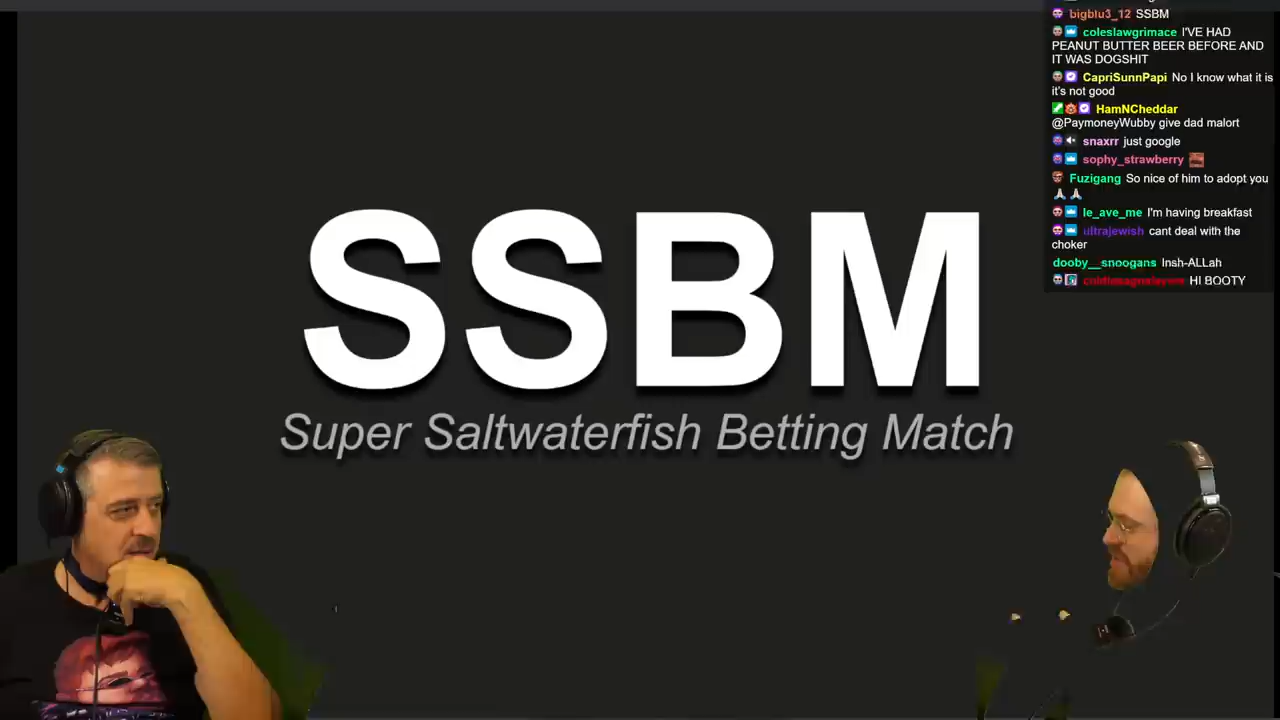 bigblu3_12 SSBM
coleslawgrimace I'VE HAD
PEANUT BUTTER BEER BEFORE AND
IT WAS DOGSHIT
CapriSunnPapi No I know what it is
it's not good
HamNCheddar
@PaymoneyWubby give dad malort
snaxrr just google
sophy_strawberry
Fuzigang So nice of him to adopt you
le_ave_me I'm having breakfast
ultrajewish cant deal with the
choker
dooby__snoogans Insh-ALLah
HI BOOTY
SSBM
Super Saltwaterfish Betting Match